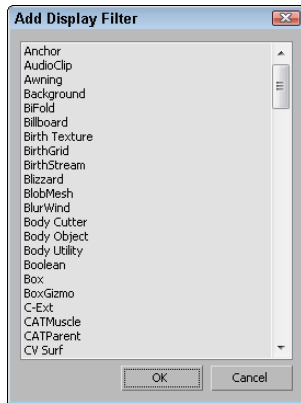 Add Display Filter
Anchor
AudioClip
Awning
Background
BiFold
Billboard
Birth Texture
BirthGrid
BirthStream
Blizzard
BlobMesh
BlurWind
Body Cutter
Body Object
Body Utility
Boolean
Box
BoxGizmo
C-Ext
CATMuscle
CATParent
CV Surf
OK
Cancel